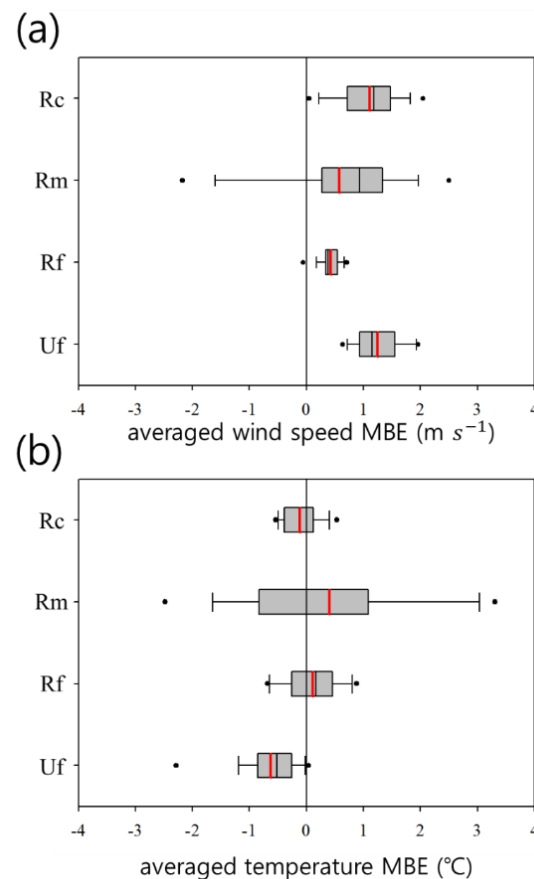 (a)
Rc
Rm
Rf
Uf
-4 -3 -2 -1 0 1 2 3 4
averaged wind speed MBE (m s⁻¹)
(b)
Rc
Rm
Rf
Uf
-4 -3 -2 -1 0 1 2 3 4
averaged temperature MBE (℃)